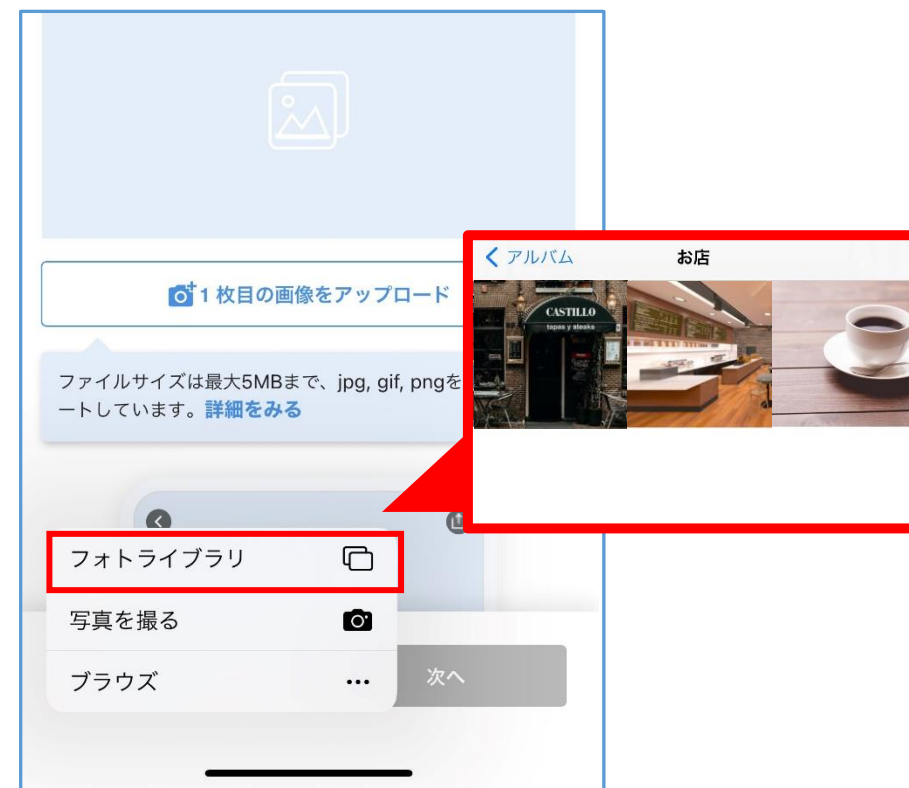 1 枚目の画像をアップロード
ファイルサイズは最大5MBまで、jpg, gif, pngを
ートしています。詳細をみる
アルバム
お店
CASTILLO
tapas y steaks
フォトライブラリ
写真を撮る
ブラウズ
次へ